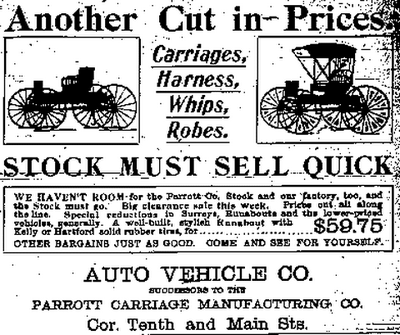 Another Cut in Prices
Carriages,
Harness,
Whips,
Robes.
STOCK MUST SELL QUICK
WE HAVEN'T ROOM for the Parrott Co. Stock and our factory, too, and
the Stock must go. Big clearance sale this week. Prices cut all along
the line. Special reductions in Surreys, Runabouts and the lower-priced
vehicles, generally. A well-built, stylish Runabout with
Kelly or Hartford solid rubber tires, for $59.75
OTHER BARGAINS JUST AS GOOD. COME AND SEE FOR YOURSELF.
AUTO VEHICLE CO.
SUCCESSORS TO THE
PARROTT CARRIAGE MANUFACTURING CO.
Cor. Tenth and Main Sts.